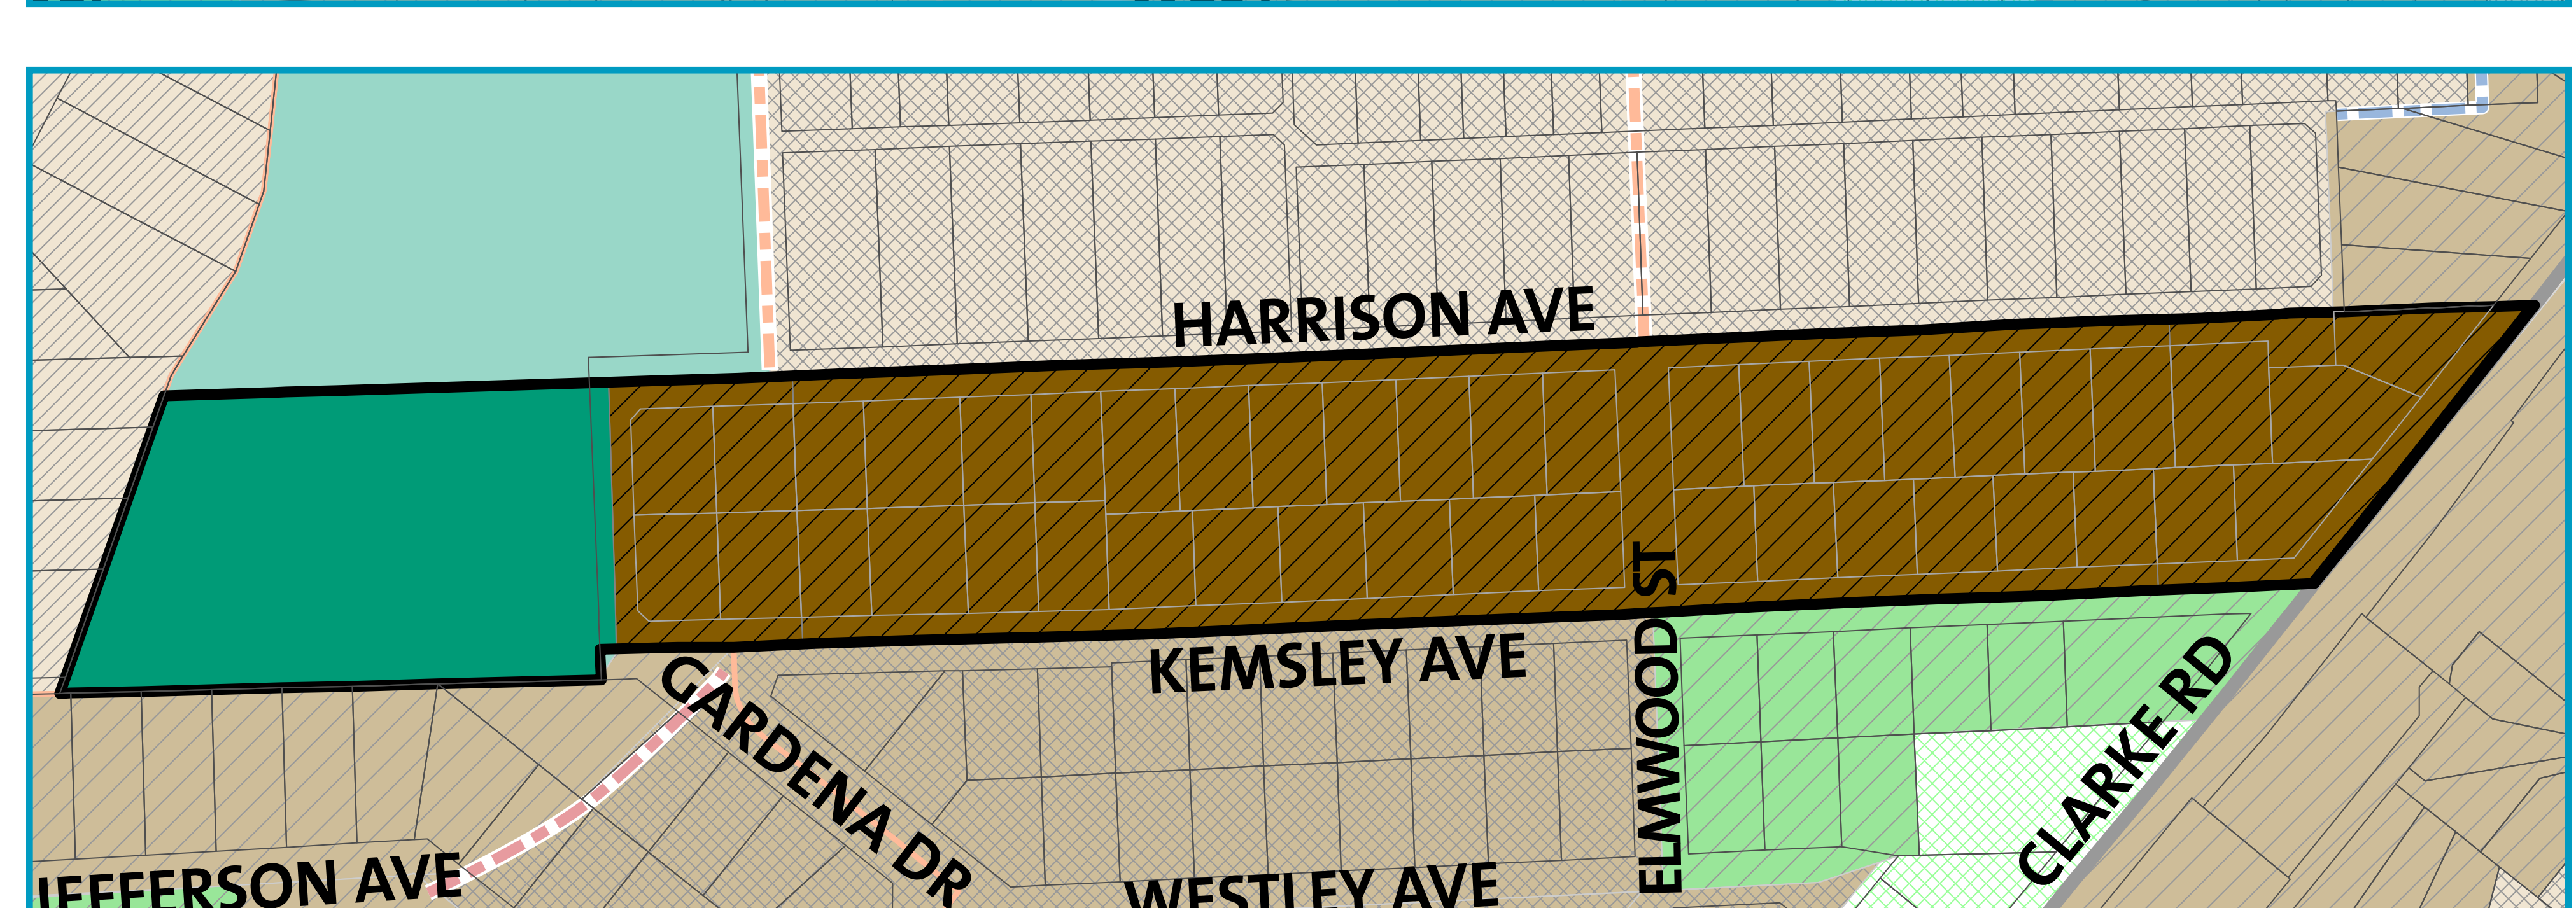 HARRISON AVE
KEMSLEY AVE
ELMWOOD ST
GARDENA DR
CLARKE RD
JEFFERSON AVE
WESTLEY AVE